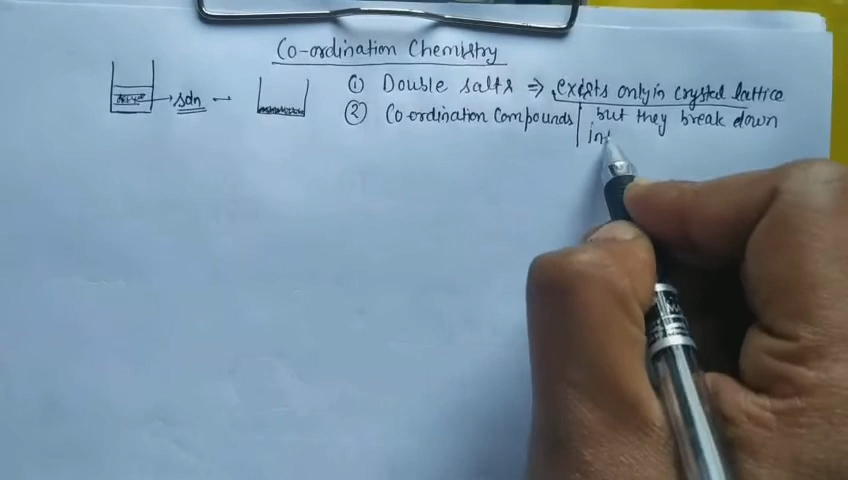 Co-ordination Chemistry
→ soln →
① Double salts ⇒ exists only in crystal lattice
② Co ordination Compounds
but they break down
in